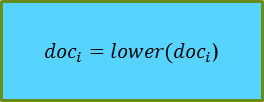 doc_i = lower(doc_i)